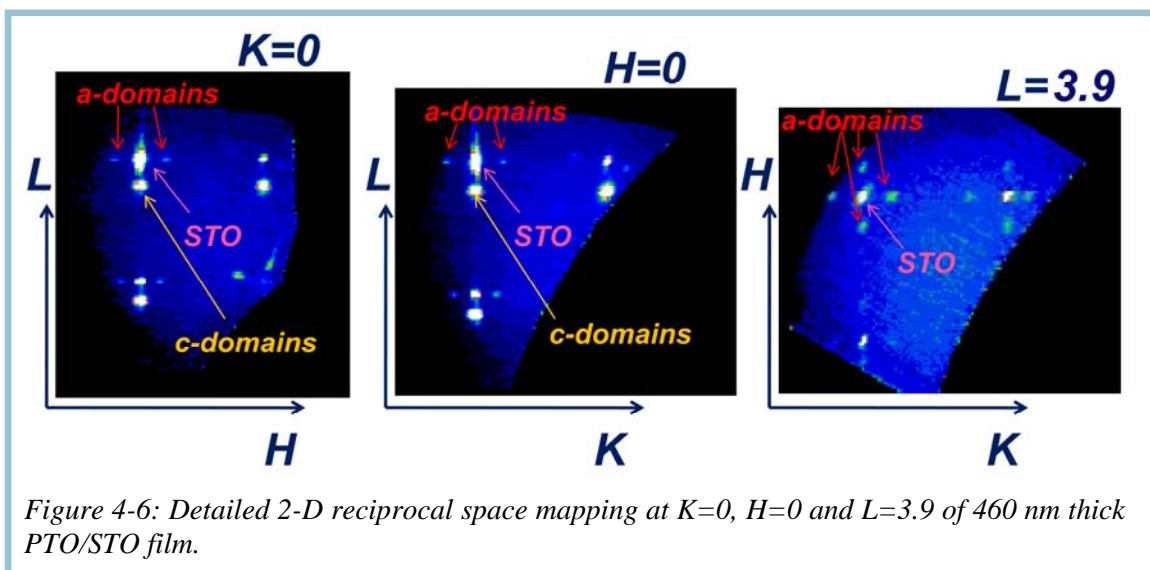 K=0
a-domains
L
STO
c-domains
H
H=0
a-domains
L
STO
c-domains
K
L=3.9
a-domains
H
STO
K
Figure 4-6: Detailed 2-D reciprocal space mapping at K=0, H=0 and L=3.9 of 460 nm thick
PTO/STO film.